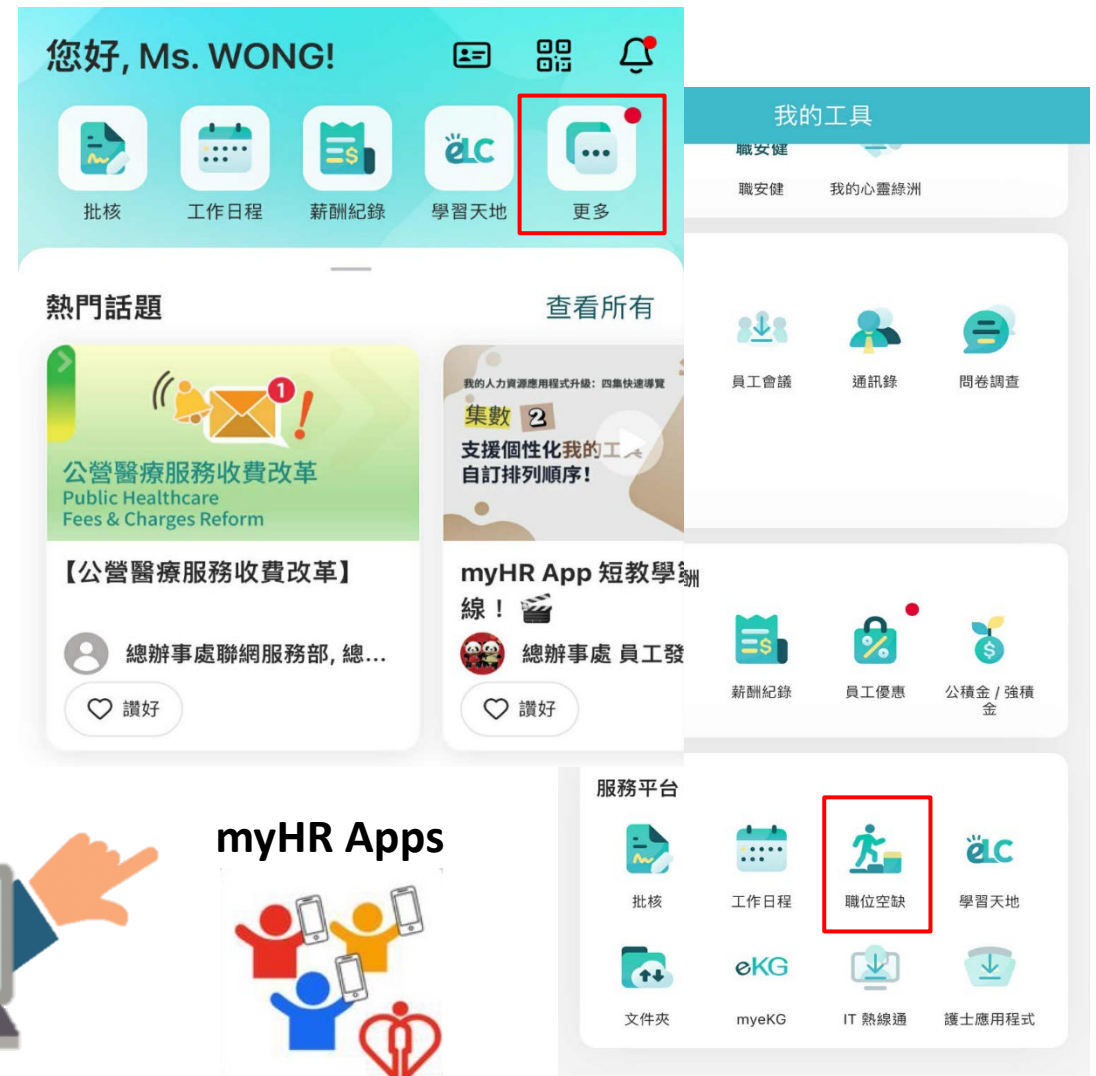 您好, Ms. WONG!
批核
工作日程
薪酬紀錄
ëLC
學習天地
更多
熱門話題
查看所有
1
公營醫療服務收費改革
Public Healthcare
Fees & Charges Reform
【公營醫療服務收費改革】
總辦事處聯網服務部, 總...
讚好
我的人力資源應用程式升級：四集快速導覽
集數 2
支援個性化我的工具
自訂排列順序!
myHR App 短教學
線！
總辦事處 員工發
讚好
myHR Apps
我的工具
職安健
職安健
我的心靈綠洲
員工會議
通訊錄
問卷調查
酬
薪酬紀錄
員工優惠
公積金 / 強積
金
服務平台
ëLC
批核
工作日程
職位空缺
學習天地
eKG
文件夾
myeKG
IT 熱線通
護士應用程式